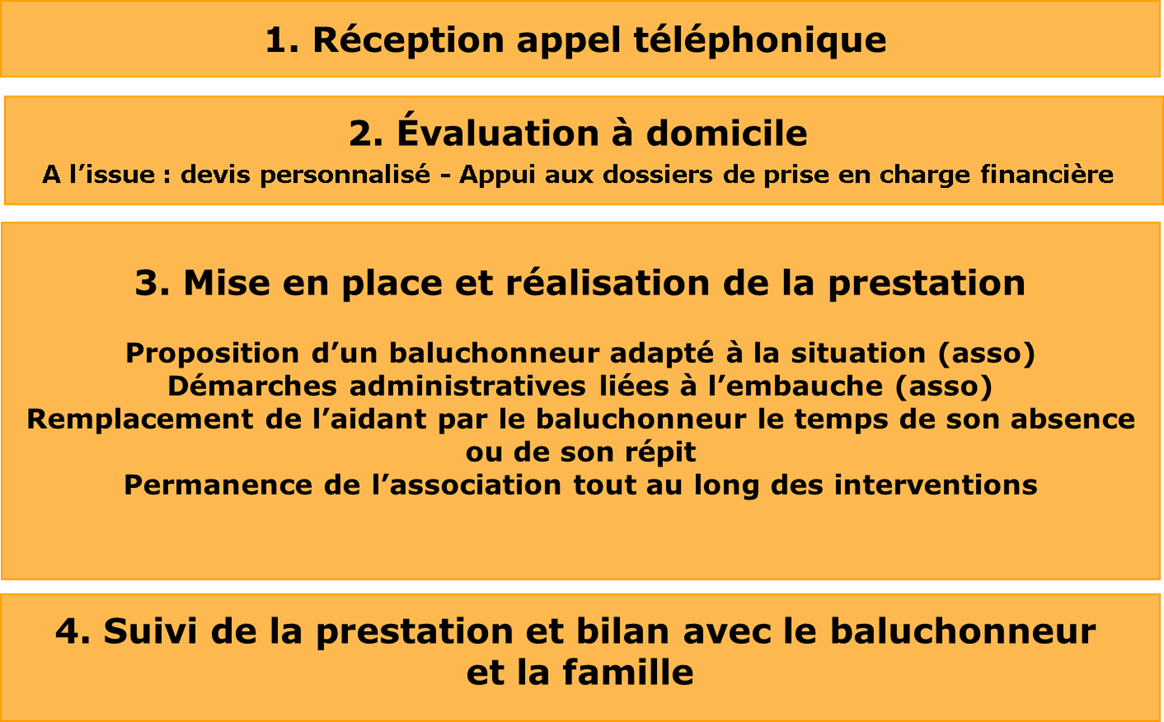 1. Réception appel téléphonique
2. Évaluation à domicile
A l’issue : devis personnalisé - Appui aux dossiers de prise en charge financière
3. Mise en place et réalisation de la prestation
Proposition d’un baluchonneur adapté à la situation (asso)
Démarches administratives liées à l’embauche (asso)
Remplacement de l’aidant par le baluchonneur le temps de son absence
ou de son répit
Permanence de l’association tout au long des interventions
4. Suivi de la prestation et bilan avec le baluchonneur
et la famille